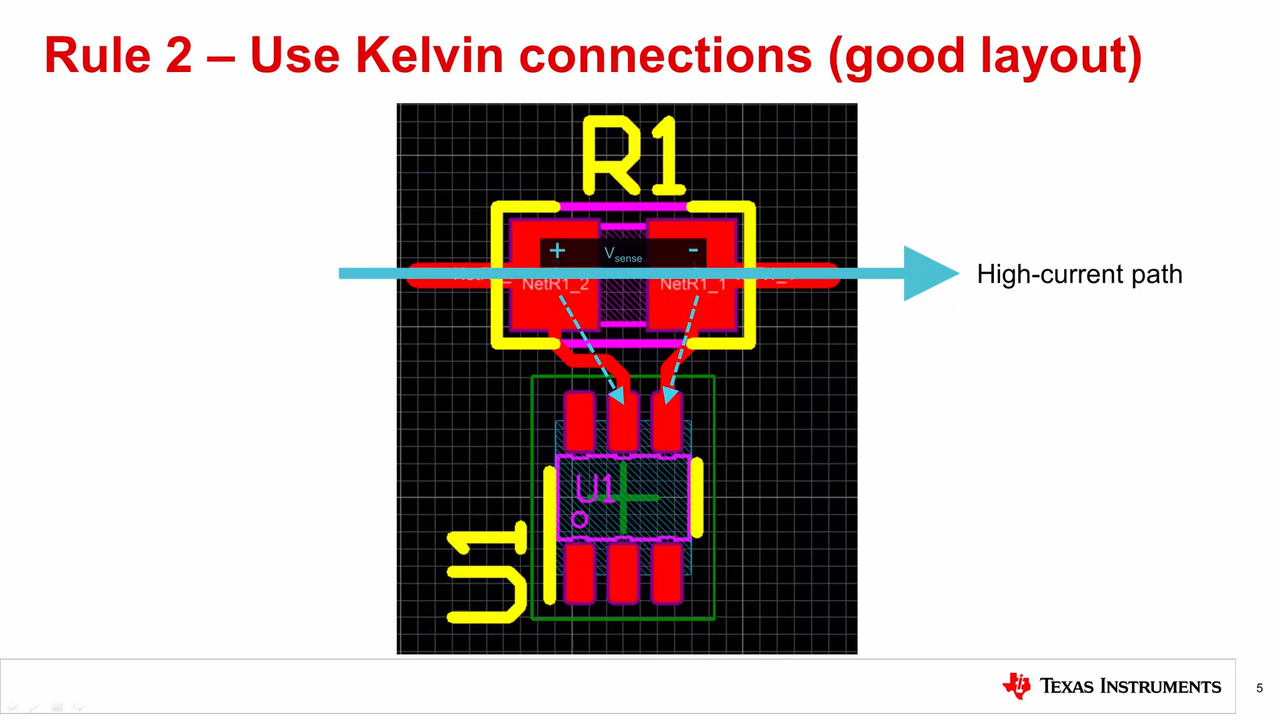 Rule 2 – Use Kelvin connections (good layout)
R1
+ Vsense -
NetR1_2 NetR1_1
High-current path
U1
U1
TEXAS INSTRUMENTS
5